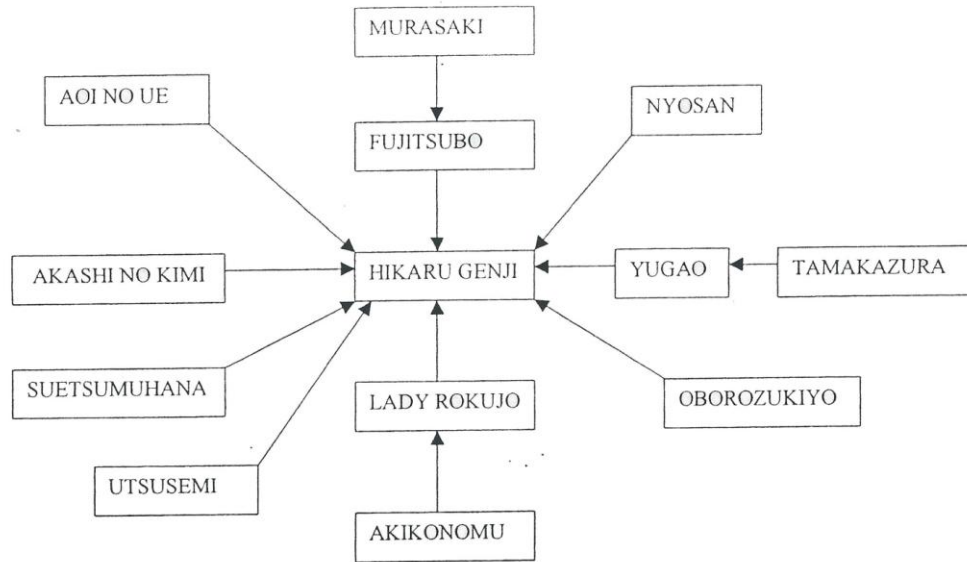 MURASAKI
AOI NO UE
NYOSAN
FUJITSUBO
AKASHI NO KIMI
HIKARU GENJI
YUGAO
TAMAKAZURA
SUETSUMUHANA
LADY ROKUJO
OBOROZUKIYO
UTSUSEMI
AKIKONOMU